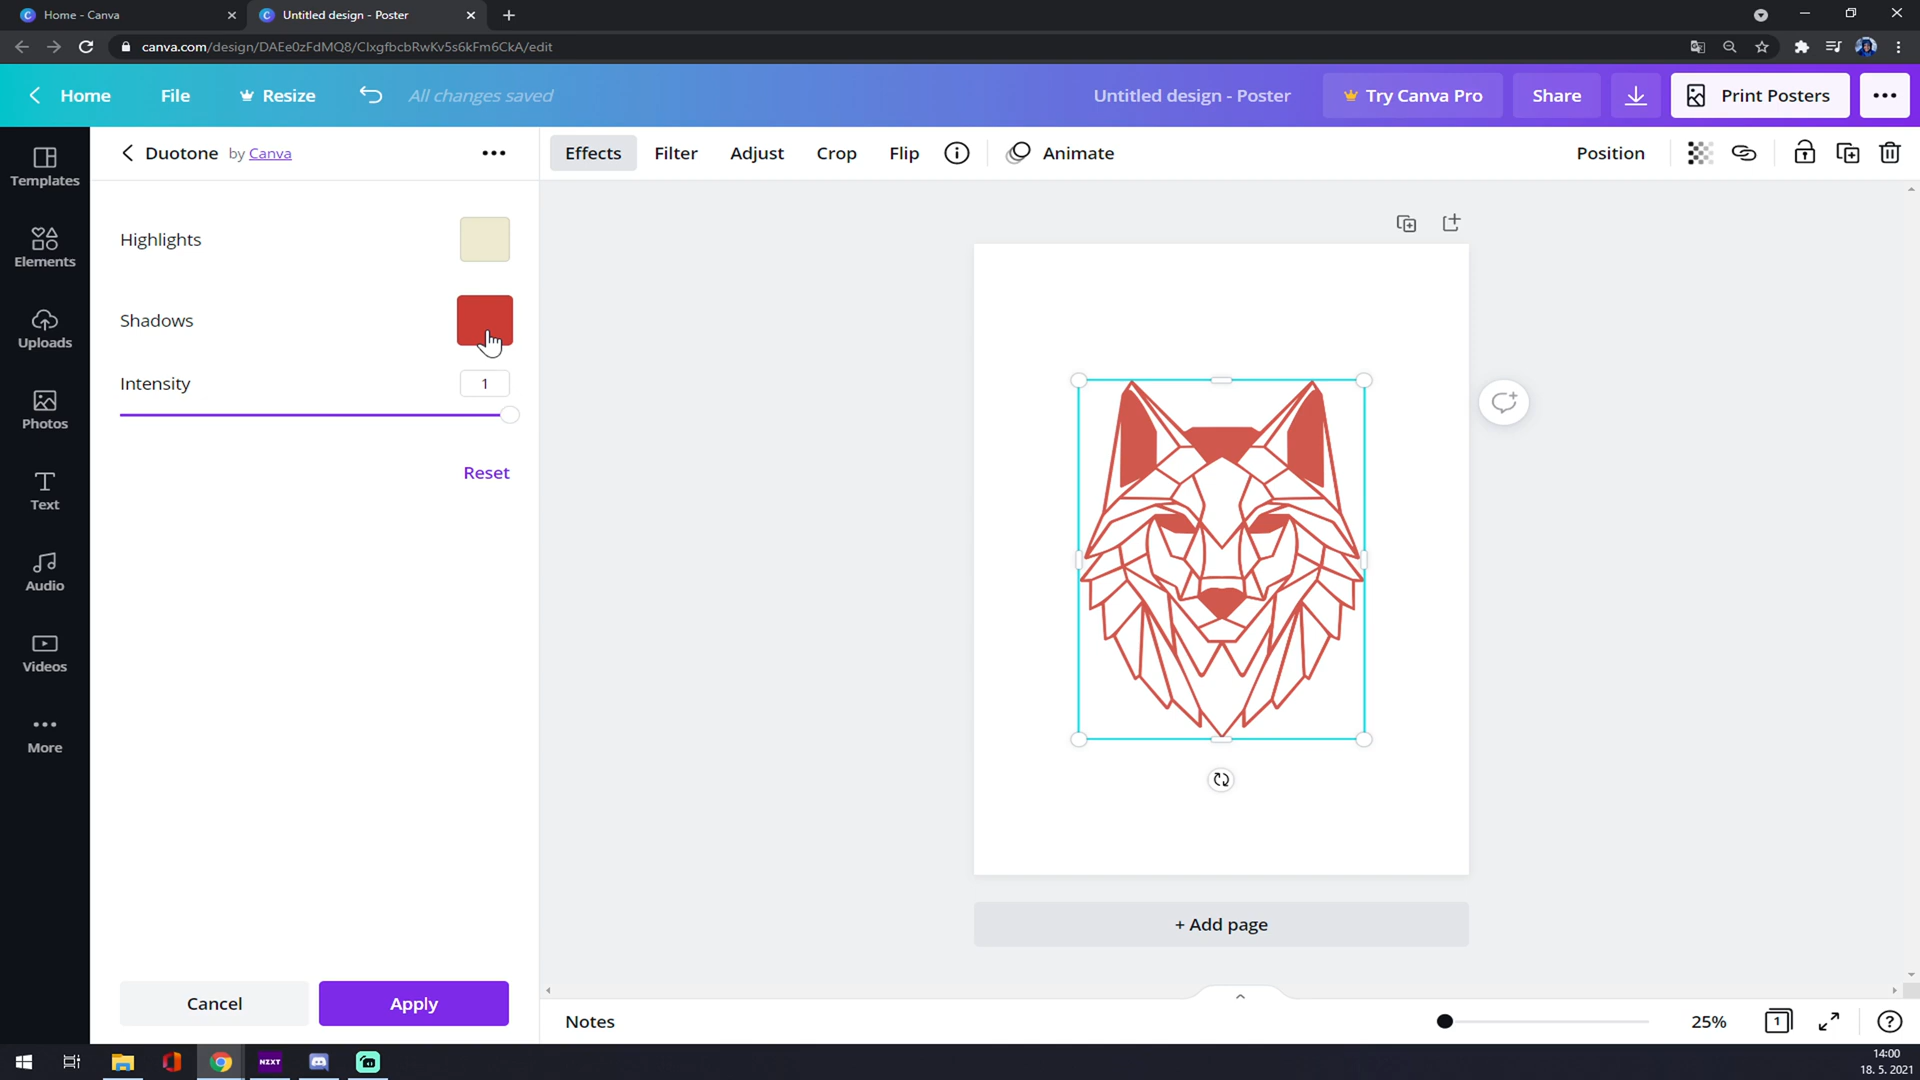 Home - Canva
Untitled design - Poster
canva.com/design/DAEe0zFdMQ8/ClxgfbcbRwKv5s6kFm6CkA/edit
Home
File
Resize
All changes saved
Untitled design - Poster
Try Canva Pro
Share
Print Posters
Templates
Elements
Uploads
Photos
Text
Audio
Videos
More
Duotone by Canva
Highlights
Shadows
Intensity
1
Reset
Cancel
Apply
Effects
Filter
Adjust
Crop
Flip
Animate
Position
+ Add page
Notes
25%
1
NZXT
14:00
18. 5. 2021